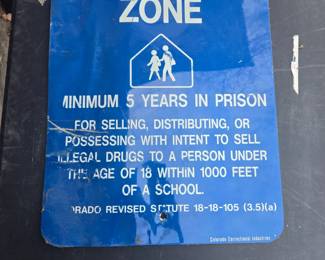 ZONE
MINIMUM 5 YEARS IN PRISON
FOR SELLING, DISTRIBUTING, OR
POSSESSING WITH INTENT TO SELL
ILLEGAL DRUGS TO A PERSON UNDER
THE AGE OF 18 WITHIN 1000 FEET
OF A SCHOOL.
ORADO REVISED STATUTE 18-18-105 (3.5)(a)
Colorado Correctional Industries